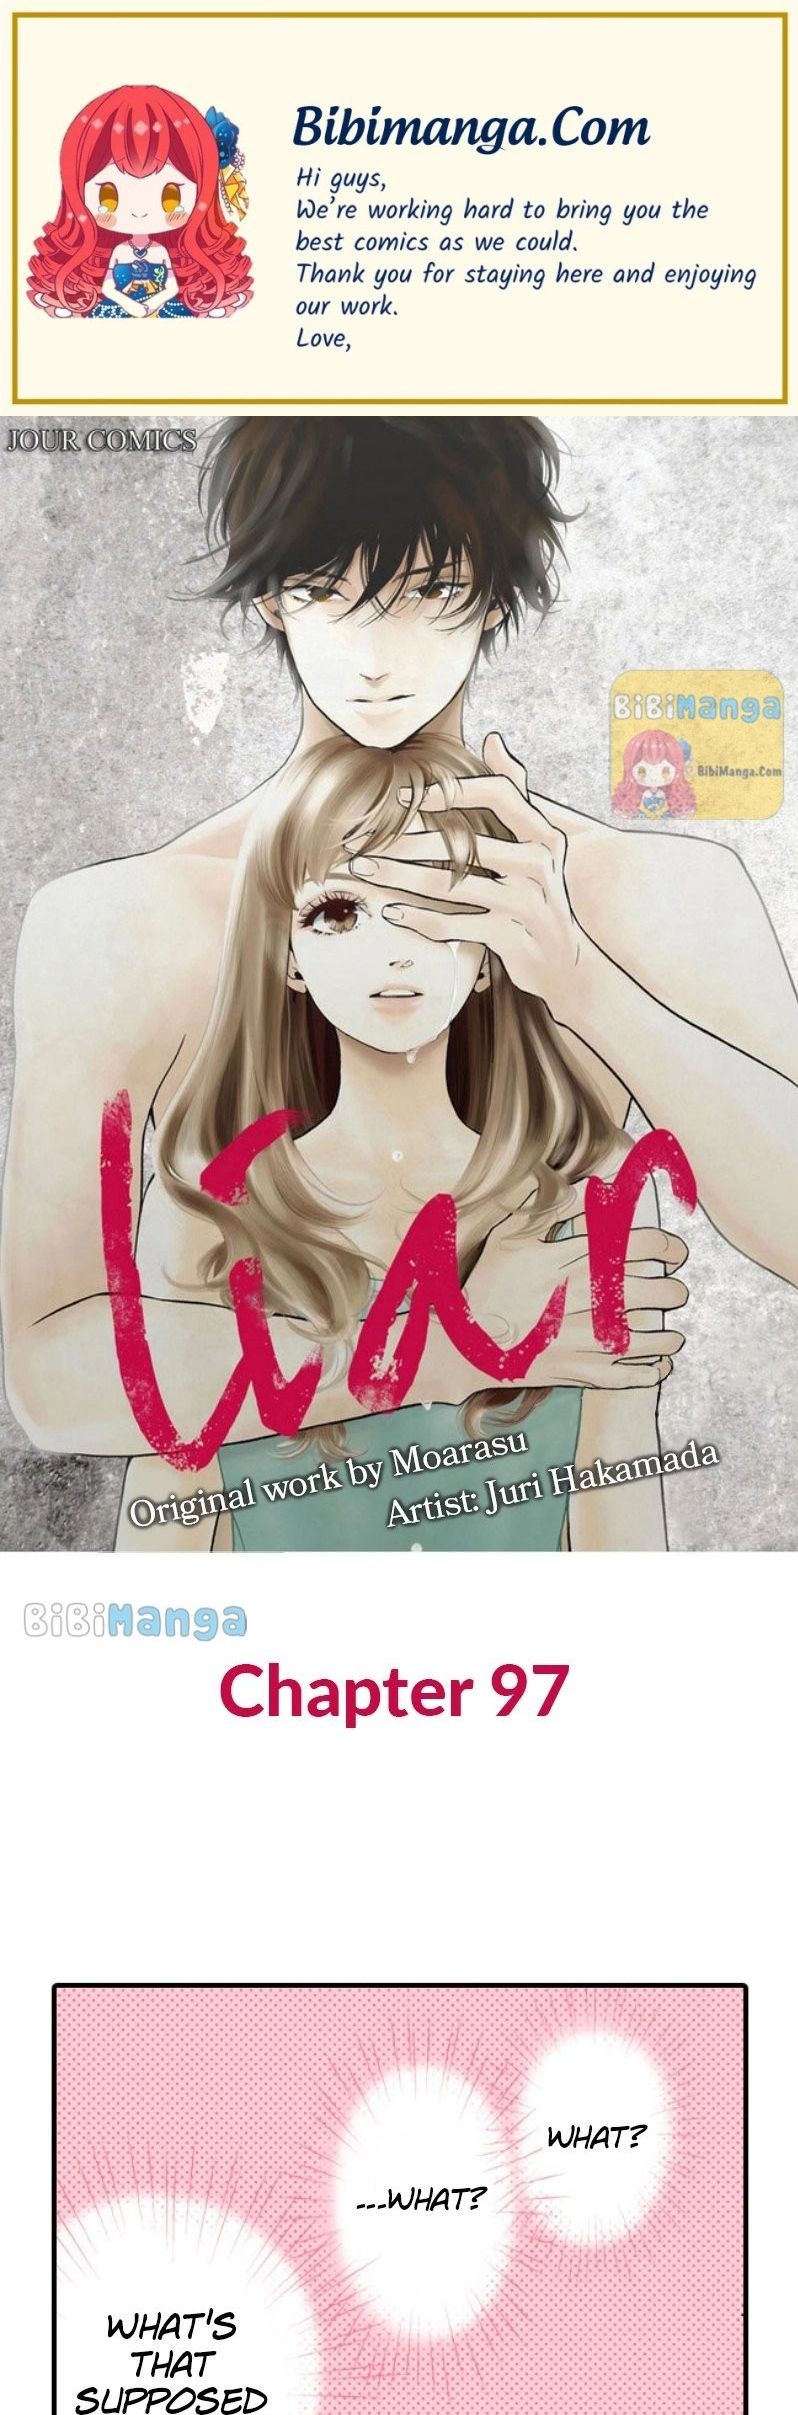 Bibimanga.Com
Hi guys,
We're working hard to bring you the
best comics as we could.
Thank you for staying here and enjoying
our work.
Love,
JOUR COMICS
BiBiManga
BibiManga.Com
liar
Original work by Moarasu
Artist: Juri Hakamada
BiBiManga
Chapter 97
WHAT?
...WHAT?
WHAT'S
THAT
SUPPOSED